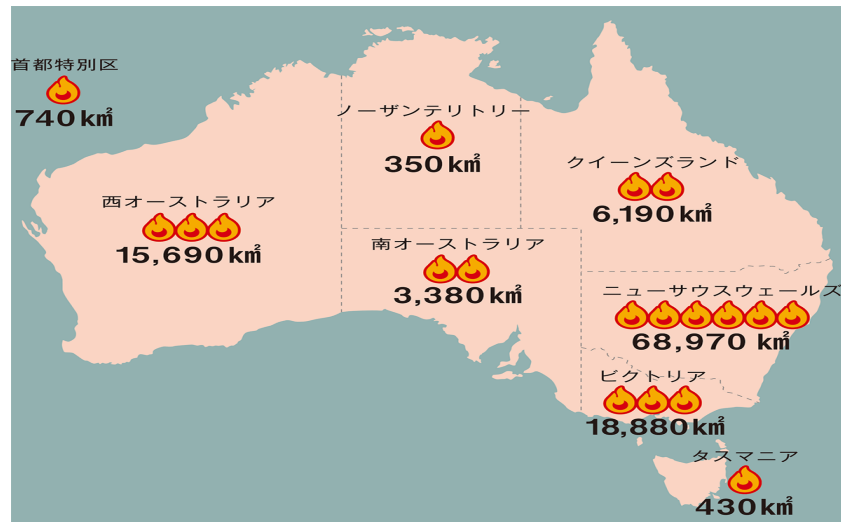 首都特別区
740㎢
ノーザンテリトリー
350㎢
クイーンズランド
6,190㎢
西オーストラリア
15,690㎢
南オーストラリア
3,380㎢
ニューサウスウェールズ
68,970 ㎢
ビクトリア
18,880㎢
タスマニア
430㎢